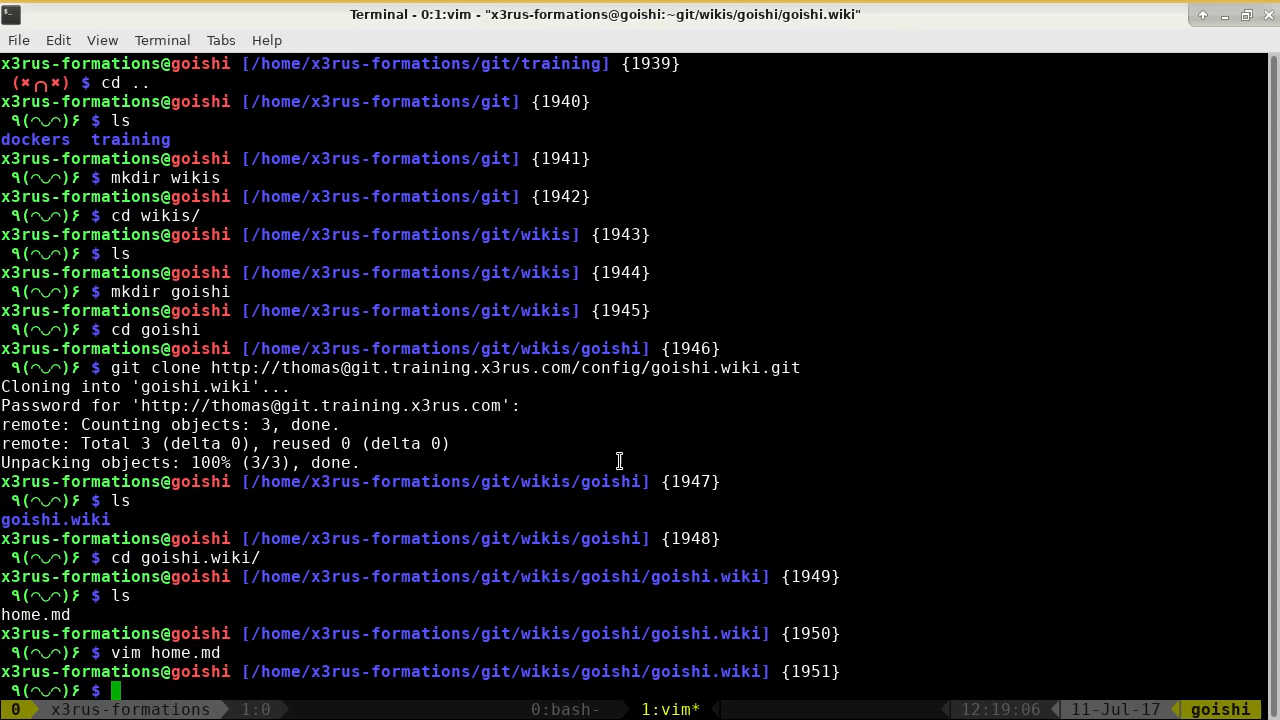 Terminal - 0:1:vim - "x3rus-formations@goishi:~git/wikis/goishi/goishi.wiki"
File Edit View Terminal Tabs Help
x3rus-formations@goishi [/home/x3rus-formations/git/training] {1939}
(✖╭╮✖) $ cd ..
x3rus-formations@goishi [/home/x3rus-formations/git] {1940}
٩(◠◡◠)۶ $ ls
dockers  training
x3rus-formations@goishi [/home/x3rus-formations/git] {1941}
٩(◠◡◠)۶ $ mkdir wikis
x3rus-formations@goishi [/home/x3rus-formations/git] {1942}
٩(◠◡◠)۶ $ cd wikis/
x3rus-formations@goishi [/home/x3rus-formations/git/wikis] {1943}
٩(◠◡◠)۶ $ ls
x3rus-formations@goishi [/home/x3rus-formations/git/wikis] {1944}
٩(◠◡◠)۶ $ mkdir goishi
x3rus-formations@goishi [/home/x3rus-formations/git/wikis] {1945}
٩(◠◡◠)۶ $ cd goishi
x3rus-formations@goishi [/home/x3rus-formations/git/wikis/goishi] {1946}
٩(◠◡◠)۶ $ git clone http://thomas@git.training.x3rus.com/config/goishi.wiki.git
Cloning into 'goishi.wiki'...
Password for 'http://thomas@git.training.x3rus.com':
remote: Counting objects: 3, done.
remote: Total 3 (delta 0), reused 0 (delta 0)
Unpacking objects: 100% (3/3), done.
x3rus-formations@goishi [/home/x3rus-formations/git/wikis/goishi] {1947}
٩(◠◡◠)۶ $ ls
goishi.wiki
x3rus-formations@goishi [/home/x3rus-formations/git/wikis/goishi] {1948}
٩(◠◡◠)۶ $ cd goishi.wiki/
x3rus-formations@goishi [/home/x3rus-formations/git/wikis/goishi/goishi.wiki] {1949}
٩(◠◡◠)۶ $ ls
home.md
x3rus-formations@goishi [/home/x3rus-formations/git/wikis/goishi/goishi.wiki] {1950}
٩(◠◡◠)۶ $ vim home.md
x3rus-formations@goishi [/home/x3rus-formations/git/wikis/goishi/goishi.wiki] {1951}
٩(◠◡◠)۶ $
0 x3rus-formations 1:0 0:bash- 1:vim* 12:19:06 11-Jul-17 goishi